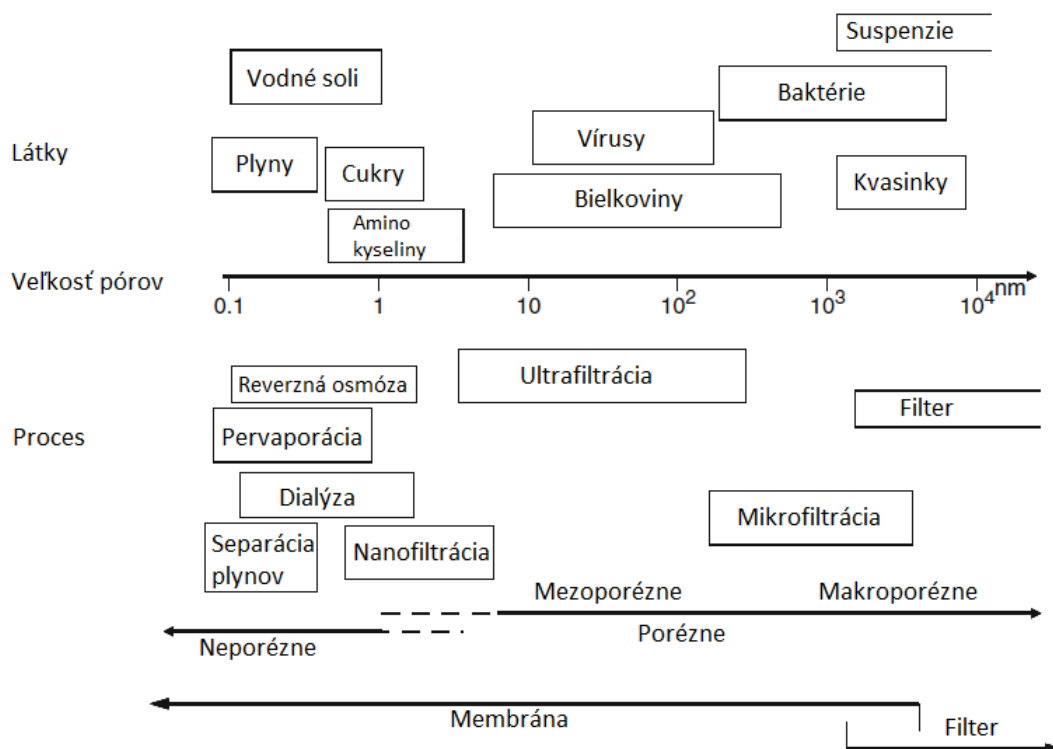 Suspenzie
Vodné soli
Baktérie
Vírusy
Látky
Plyny
Cukry
Kvasinky
Bielkoviny
Amino
kyseliny
Veľkosť pórov
0.1 1 10 10² 10³ 10⁴ nm
Ultrafiltrácia
Reverzná osmóza
Filter
Proces
Pervaporácia
Dialýza
Mikrofiltrácia
Separácia
plynov
Nanofiltrácia
Mezoporézne
Makroporézne
Porézne
Neporézne
Membrána
Filter